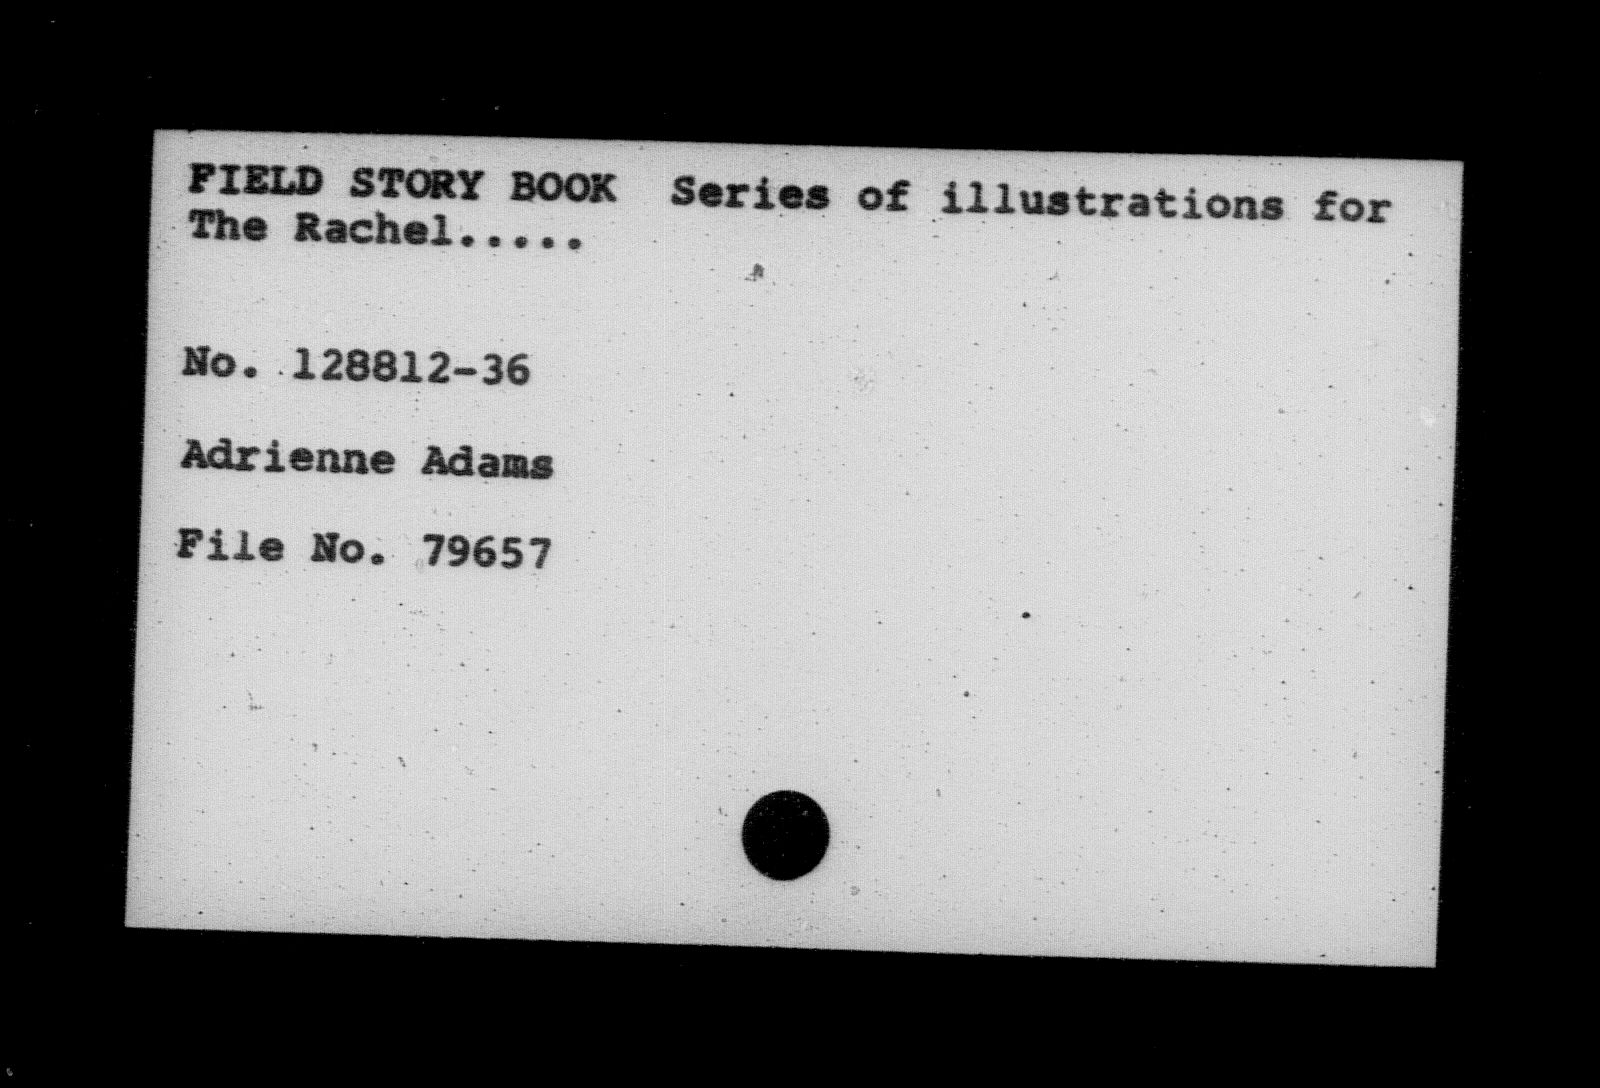 FIELD STORY BOOK Series of illustrations for
The Rachel.....
No. 128812-36
Adrienne Adams
File No. 79657